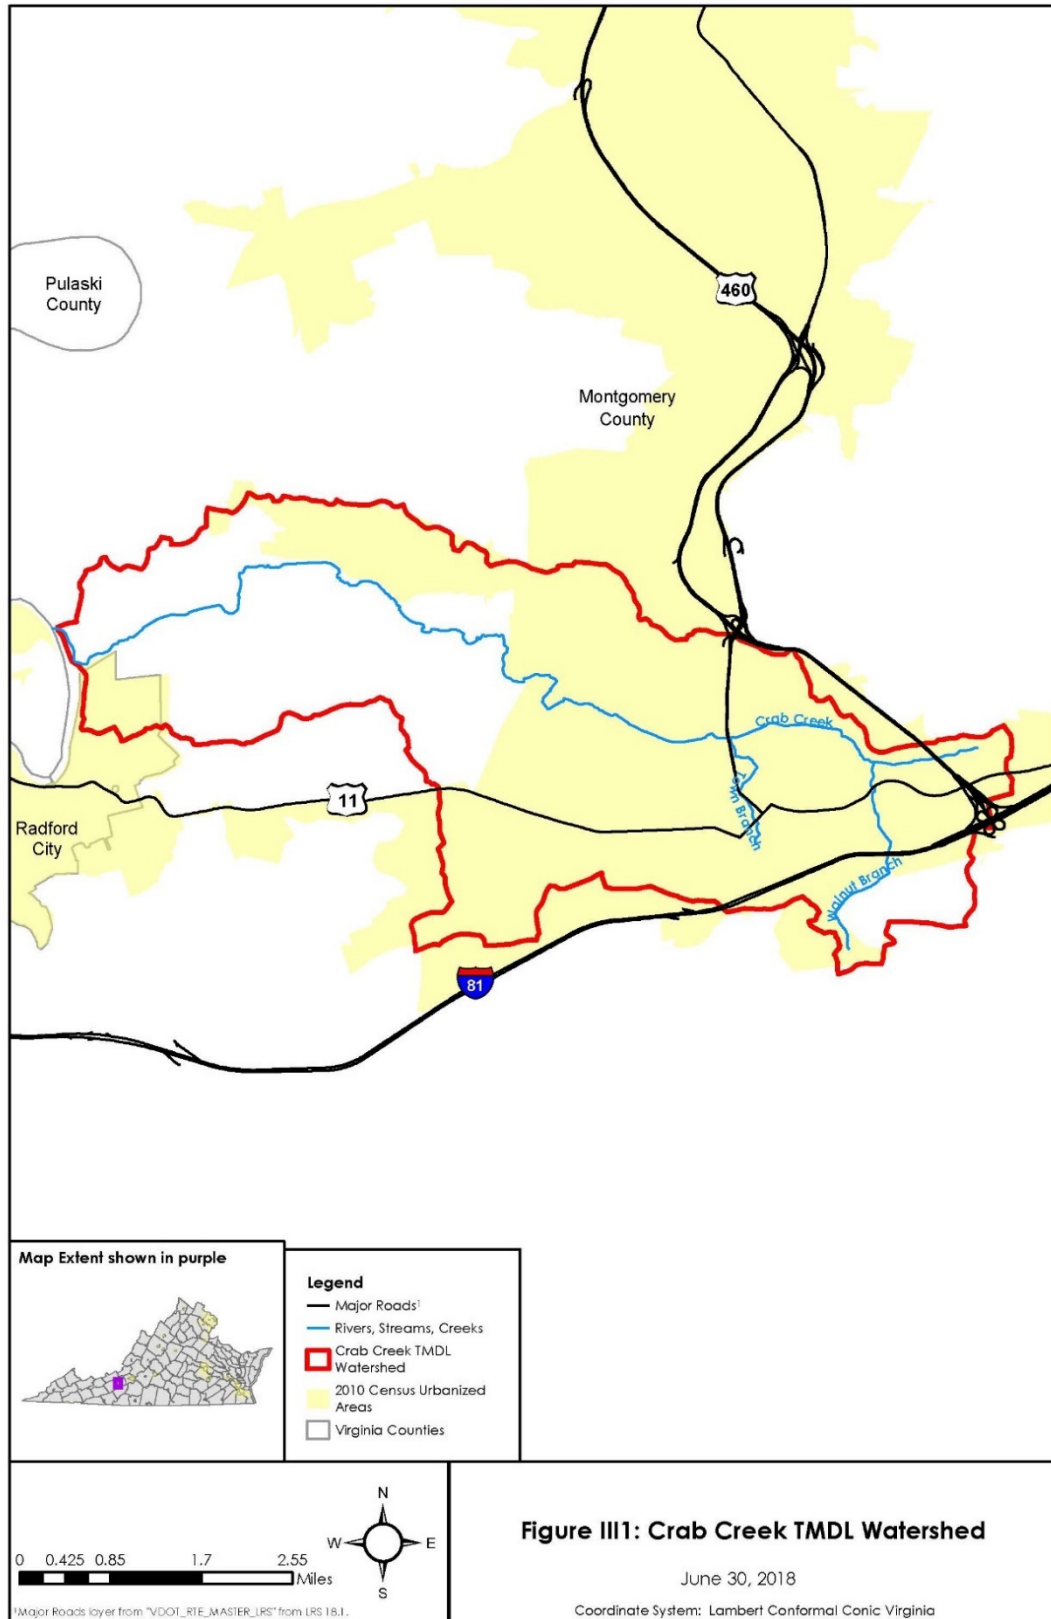 460
Pulaski
County
Montgomery
County
Crab Creek
Town Branch
11
Radford
City
Walnut Branch
81
Map Extent shown in purple
Legend
Major Roads¹
Rivers, Streams, Creeks
Crab Creek TMDL
Watershed
2010 Census Urbanized
Areas
Virginia Counties
N
W E
S
0 0.425 0.85 1.7 2.55
Miles
¹Major Roads layer from "VDOT_RTE_MASTER_LRS" from LRS 18.1.
Figure III1: Crab Creek TMDL Watershed
June 30, 2018
Coordinate System: Lambert Conformal Conic Virginia